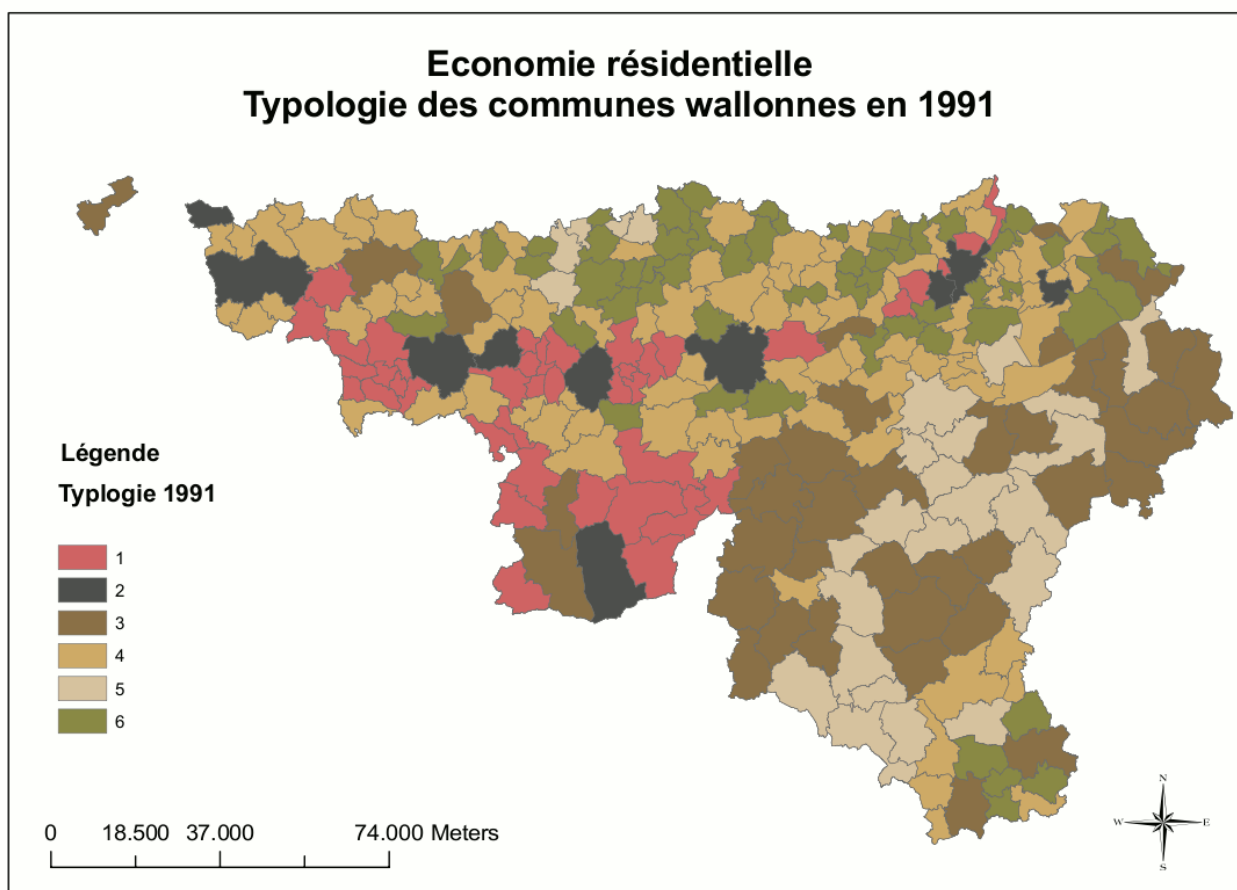 Economie résidentielle
Typologie des communes wallonnes en 1991
Légende
Typlogie 1991
1
2
3
4
5
6
0 18.500 37.000 74.000 Meters
N
W E
S